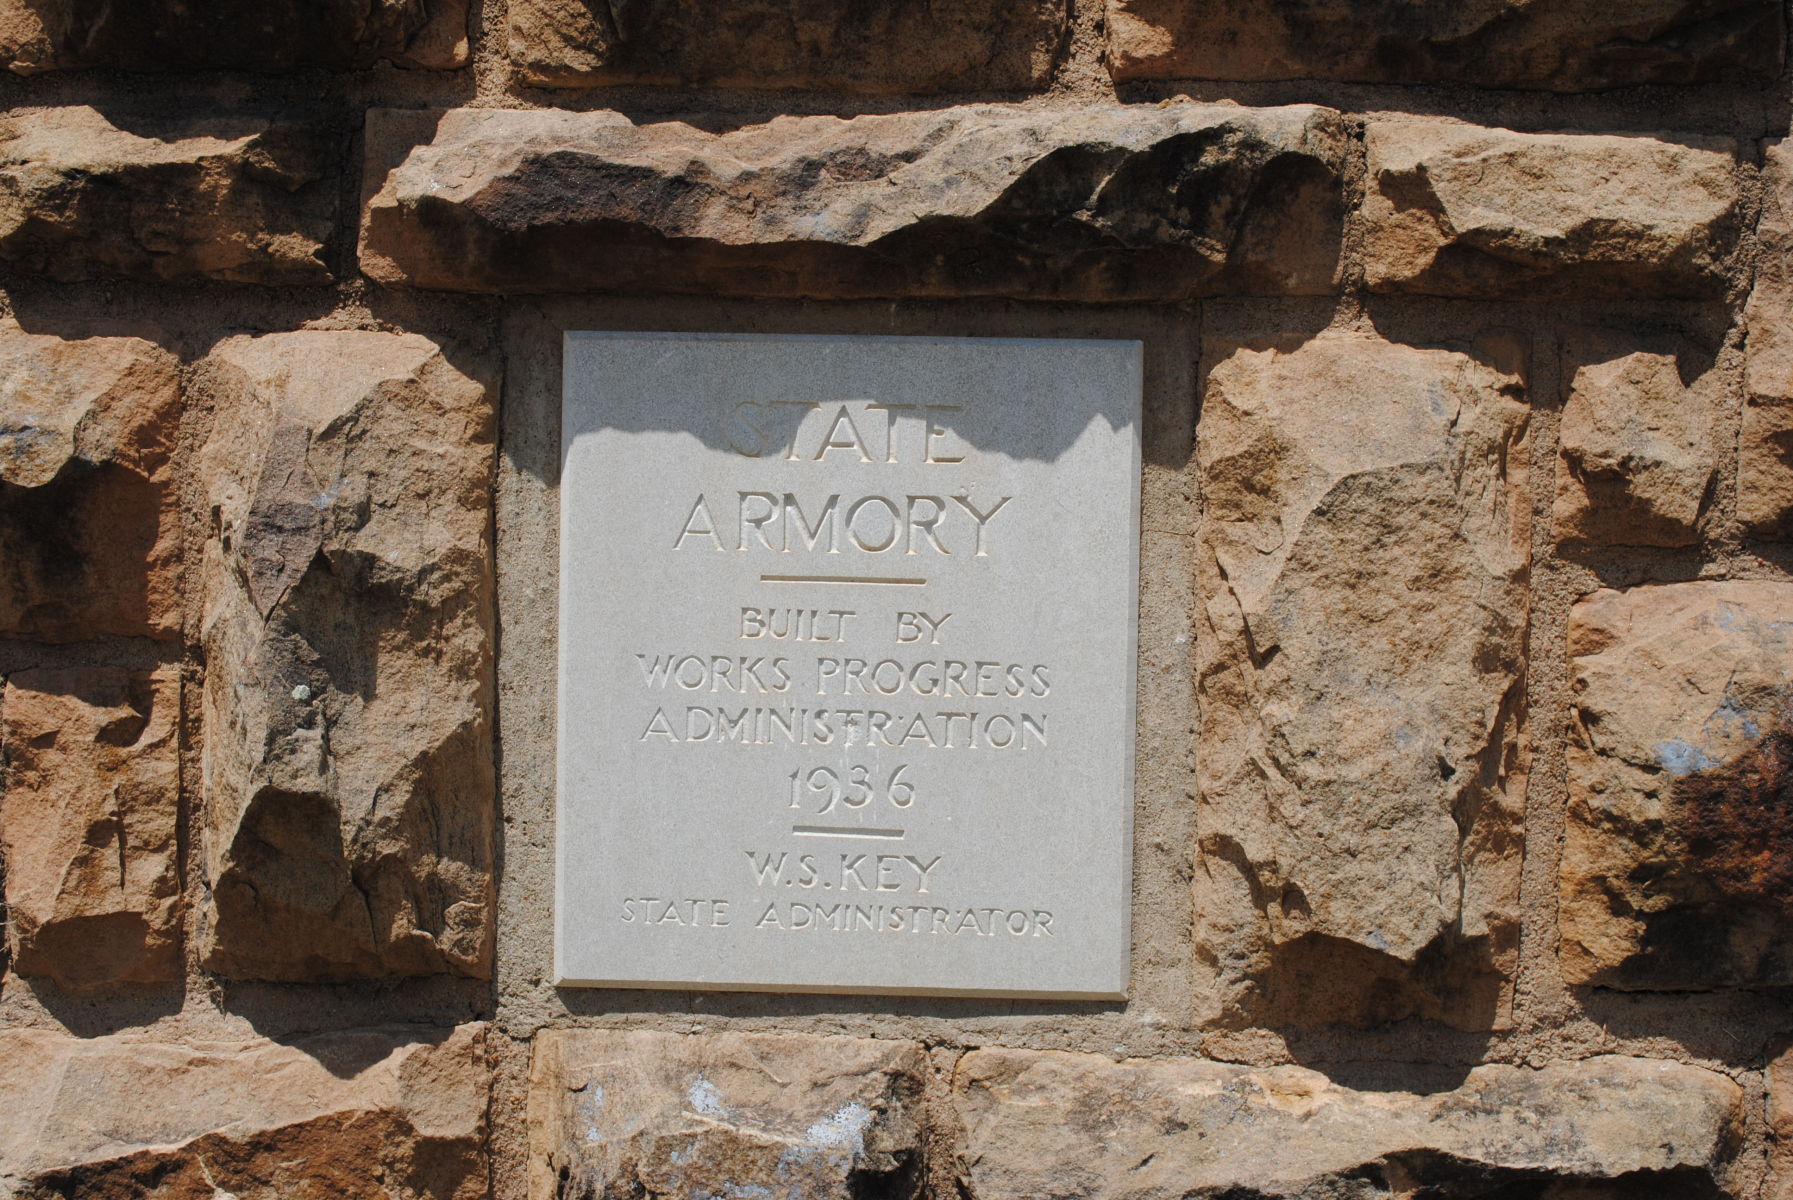 STATE
ARMORY
BUILT BY
WORKS PROGRESS
ADMINISTRATION
1936
W.S. KEY
STATE ADMINISTRATOR